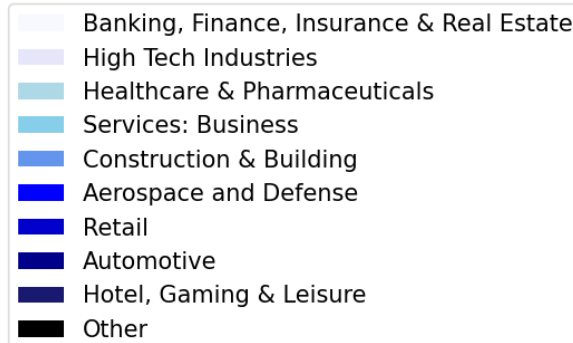 Banking, Finance, Insurance & Real Estate
High Tech Industries
Healthcare & Pharmaceuticals
Services: Business
Construction & Building
Aerospace and Defense
Retail
Automotive
Hotel, Gaming & Leisure
Other